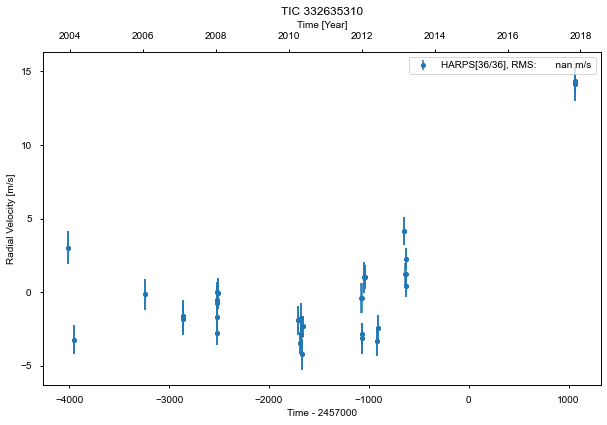 TIC 332635310
Time [Year]
2004 2006 2008 2010 2012 2014 2016 2018
HARPS[36/36], RMS: nan m/s
15
10
5
0
−5
Radial Velocity [m/s]
−4000 −3000 −2000 −1000 0 1000
Time - 2457000